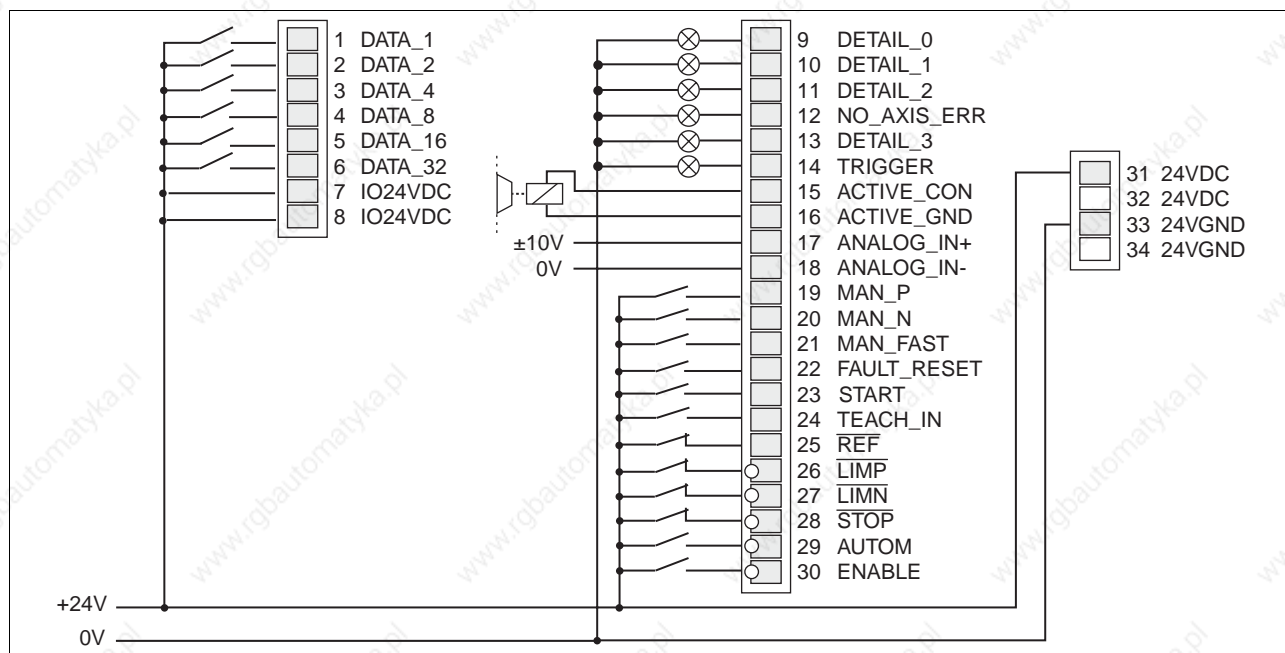 1 DATA_1
2 DATA_2
3 DATA_4
4 DATA_8
5 DATA_16
6 DATA_32
7 IO24VDC
8 IO24VDC
9 DETAIL_0
10 DETAIL_1
11 DETAIL_2
12 NO_AXIS_ERR
13 DETAIL_3
14 TRIGGER
15 ACTIVE_CON
16 ACTIVE_GND
±10V
17 ANALOG_IN+
0V
18 ANALOG_IN-
19 MAN_P
20 MAN_N
21 MAN_FAST
22 FAULT_RESET
23 START
24 TEACH_IN
25 REF
26 LIMP
27 LIMN
28 STOP
29 AUTOM
30 ENABLE
31 24VDC
32 24VDC
33 24VGND
34 24VGND
+24V
0V
www.rgbautomatyka.pl